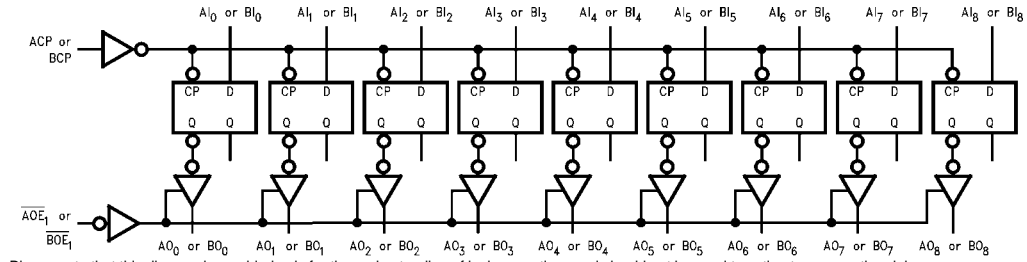 AI0 or BI0 AI1 or BI1 AI2 or BI2 AI3 or BI3 AI4 or BI4 AI5 or BI5 AI6 or BI6 AI7 or BI7 AI8 or BI8
ACP or
BCP
CP D CP D CP D CP D CP D CP D CP D CP D CP D
Q Q Q Q Q Q Q Q Q Q Q Q Q Q Q Q Q Q
AOE1 or
BOE1
AO0 or BO0 AO1 or BO1 AO2 or BO2 AO3 or BO3 AO4 or BO4 AO5 or BO5 AO6 or BO6 AO7 or BO7 AO8 or BO8